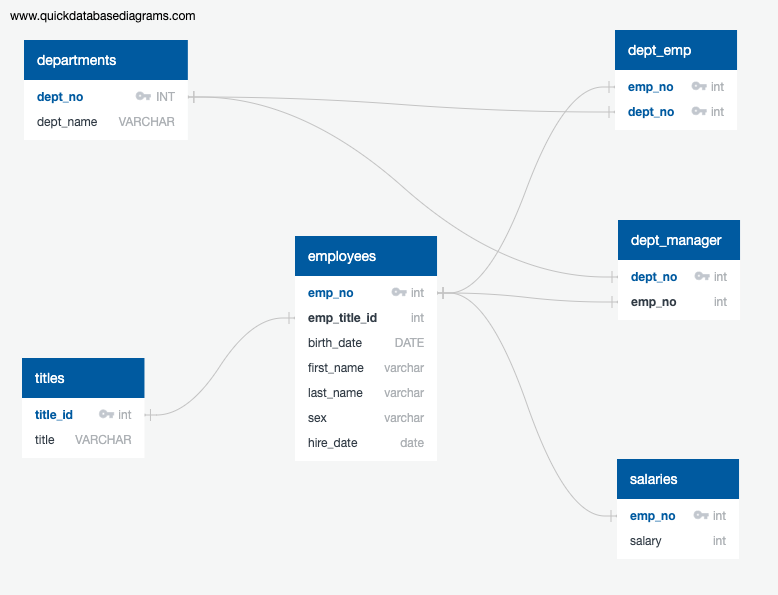 www.quickdatabasediagrams.com
departments
dept_no INT
dept_name VARCHAR
dept_emp
emp_no int
dept_no int
employees
emp_no int
emp_title_id int
birth_date DATE
first_name varchar
last_name varchar
sex varchar
hire_date date
dept_manager
dept_no int
emp_no int
titles
title_id int
title VARCHAR
salaries
emp_no int
salary int